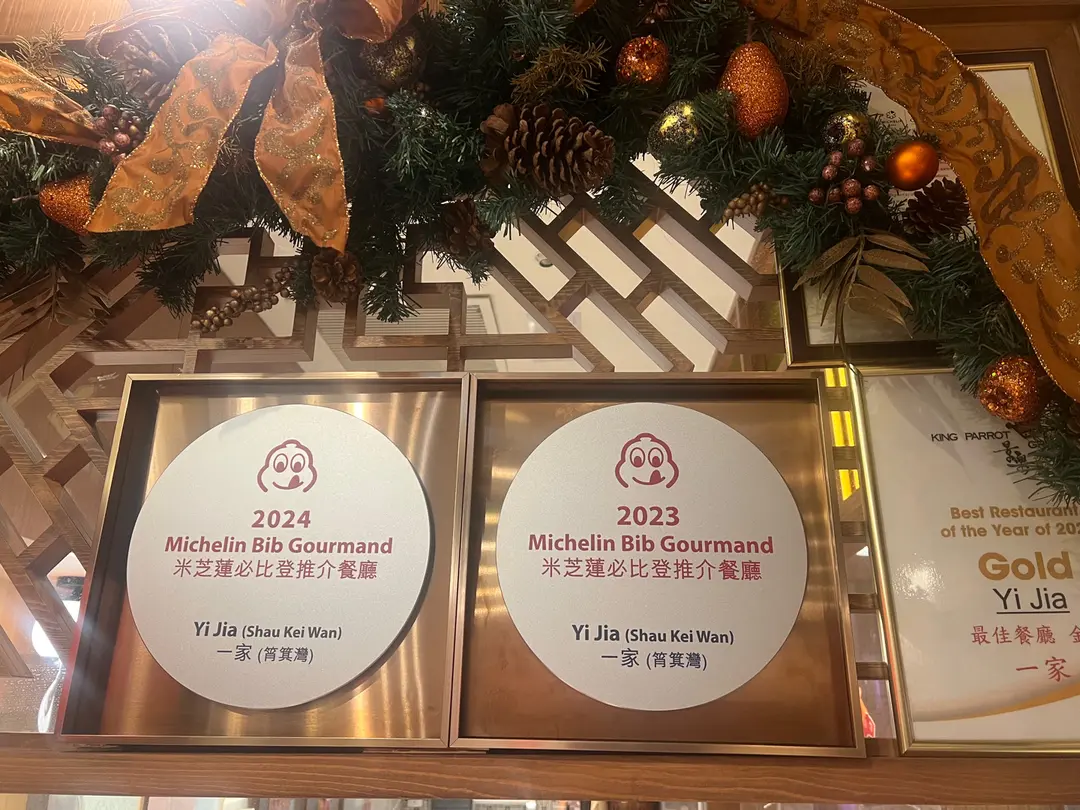 2024
Michelin Bib Gourmand
米芝蓮必比登推介餐廳
Yi Jia (Shau Kei Wan)
一家 (筲箕灣)
2023
Michelin Bib Gourmand
米芝蓮必比登推介餐廳
Yi Jia (Shau Kei Wan)
一家 (筲箕灣)
KING PARROT
Best Restaurant
of the Year of
Gold
Yi Jia
最佳餐廳
一家